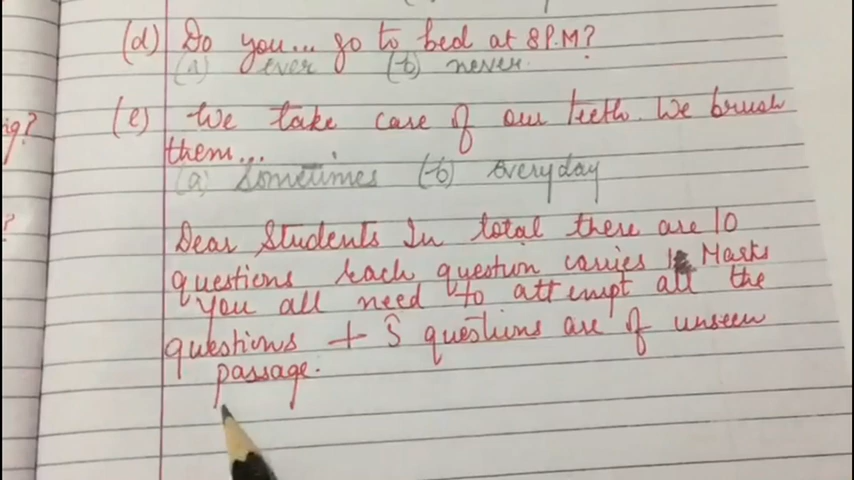 ig?
?
(d) Do you... go to bed at 8P.M?
(a) ever (b) never.
(e) We take care of our teeth. We brush
them...
(a) Sometimes (b) everyday
Dear Students In total there are 10
questions each question carries 1 Marks
You all need to attempt all the
questions + 5 questions are of unseen
passage.